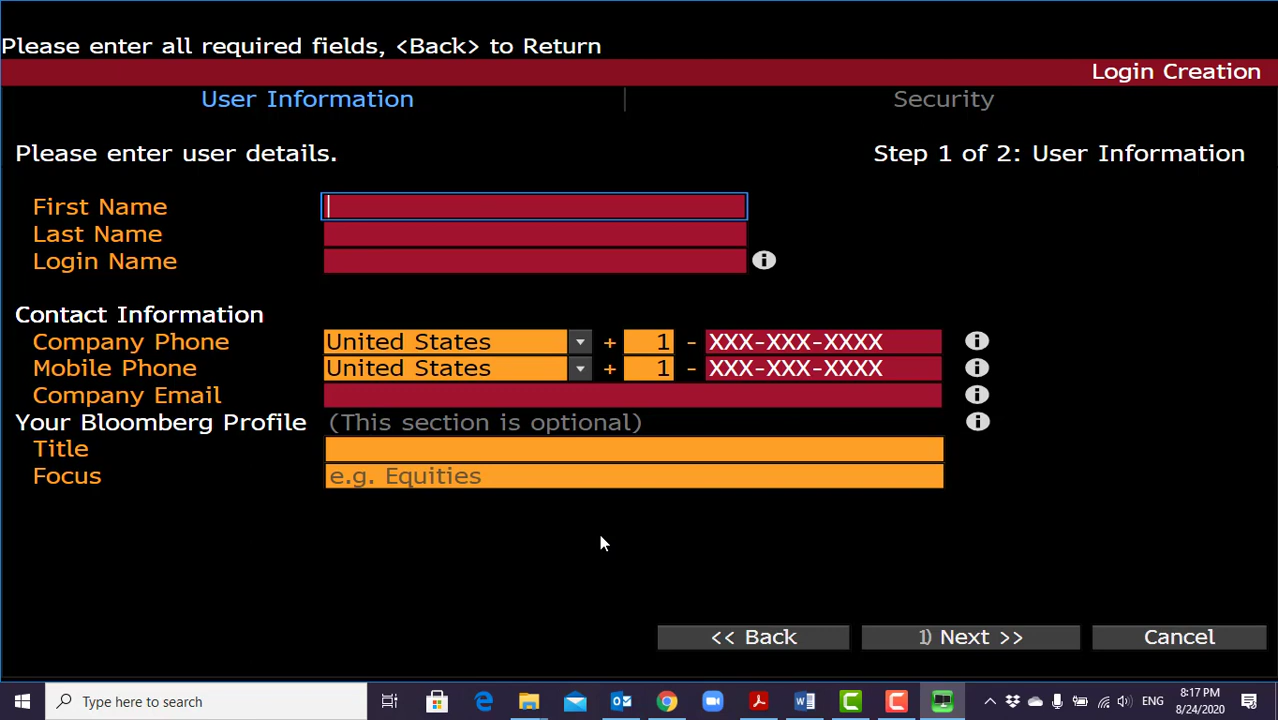 Please enter all required fields, <Back> to Return
Login Creation
User Information
Security
Please enter user details.
Step 1 of 2: User Information
First Name
Last Name
Login Name
Contact Information
Company Phone United States + 1 - XXX-XXX-XXXX
Mobile Phone United States + 1 - XXX-XXX-XXXX
Company Email
Your Bloomberg Profile (This section is optional)
Title
Focus e.g. Equities
<< Back 1) Next >> Cancel
Type here to search
ENG
8:17 PM
8/24/2020